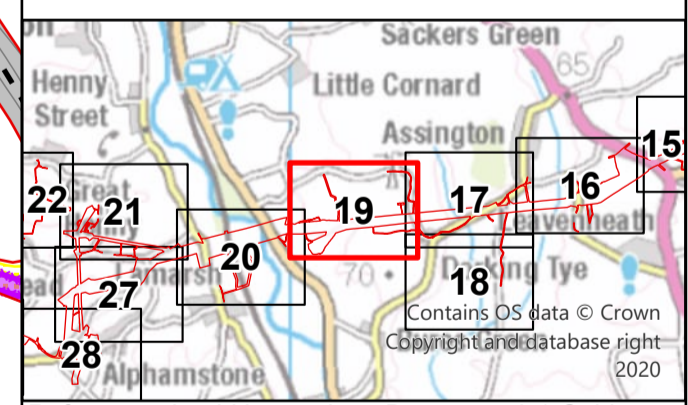 Sackers Green
65
Henny
Street
Little Cornard
Assington
15
22
Great
21
19
17
16
20
27
70
18
Contains OS data © Crown
Copyright and database right
2020
28
Alphamstone